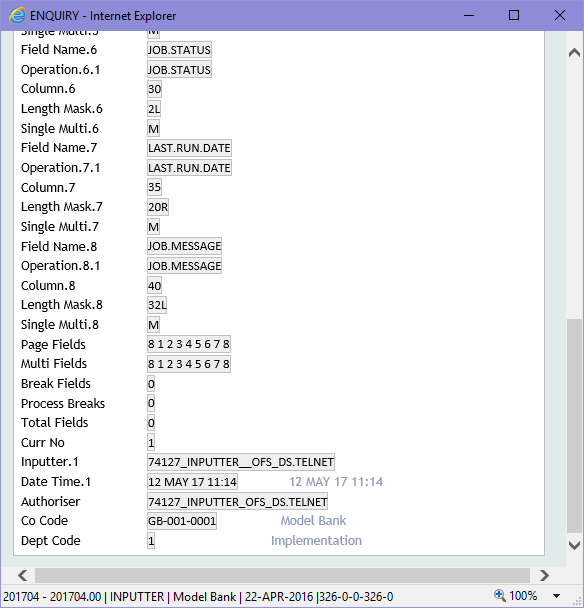 ENQUIRY - Internet Explorer
Single Multi.5 M
Field Name.6 JOB.STATUS
Operation.6.1 JOB.STATUS
Column.6 30
Length Mask.6 2L
Single Multi.6 M
Field Name.7 LAST.RUN.DATE
Operation.7.1 LAST.RUN.DATE
Column.7 35
Length Mask.7 20R
Single Multi.7 M
Field Name.8 JOB.MESSAGE
Operation.8.1 JOB.MESSAGE
Column.8 40
Length Mask.8 32L
Single Multi.8 M
Page Fields 8 1 2 3 4 5 6 7 8
Multi Fields 8 1 2 3 4 5 6 7 8
Break Fields 0
Process Breaks 0
Total Fields 0
Curr No 1
Inputter.1 74127_INPUTTER__OFS_DS.TELNET
Date Time.1 12 MAY 17 11:14 12 MAY 17 11:14
Authoriser 74127_INPUTTER_OFS_DS.TELNET
Co Code GB-001-0001 Model Bank
Dept Code 1 Implementation
201704 - 201704.00 | INPUTTER | Model Bank | 22-APR-2016 |326-0-0-326-0 100%